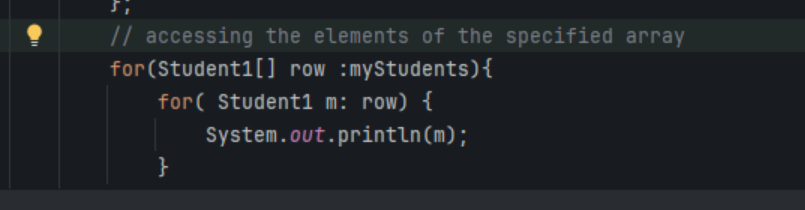 };
// accessing the elements of the specified array
for(Student1[] row :myStudents){
for( Student1 m: row) {
System.out.println(m);
}